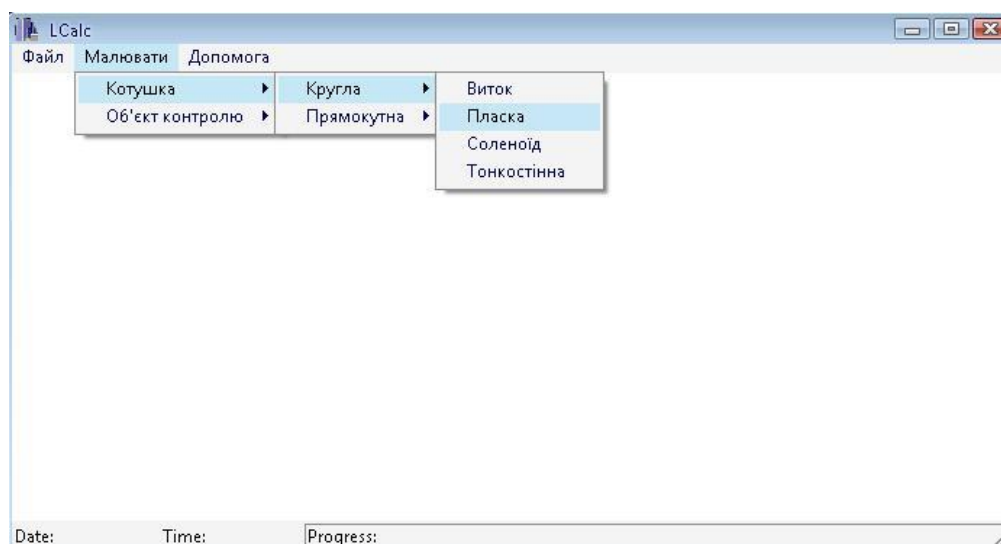 LCalc
Файл Малювати Допомога
Котушка Кругла Виток
Об'єкт контролю Прямокутна Пласка
Соленоїд
Тонкостінна
Date: Time: Progress: